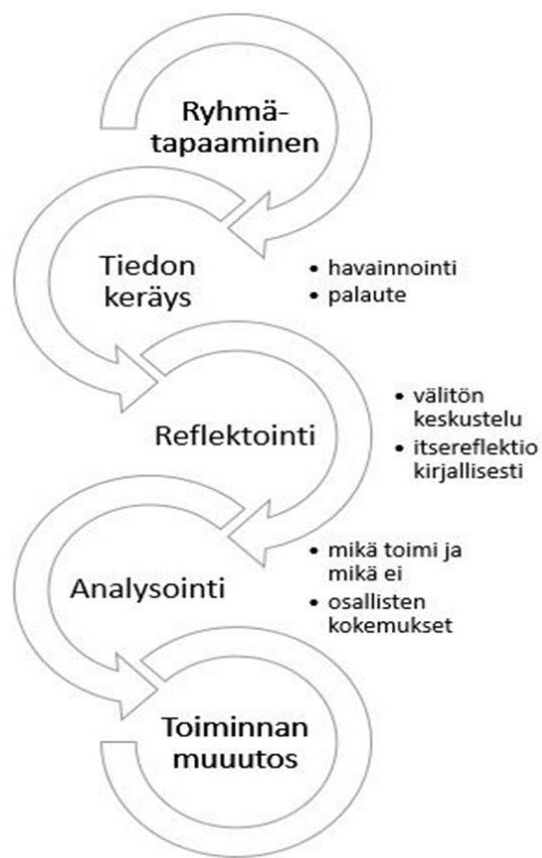 Ryhmä-
tapaaminen
Tiedon
keräys
• havainnointi
• palaute
Reflektointi
• välitön
keskustelu
• itsereflektio
kirjallisesti
Analysointi
• mikä toimi ja
mikä ei
• osallisten
kokemukset
Toiminnan
muuutos